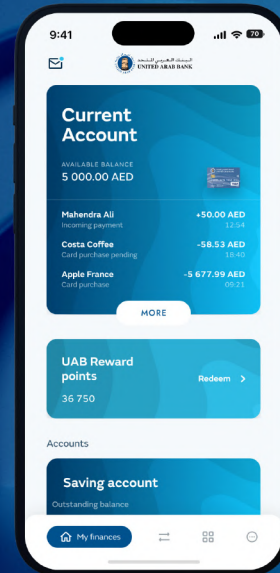 9:41
70
البنك العربي المتحد
UNITED ARAB BANK
Current
Account
AVAILABLE BALANCE
5 000.00 AED
Mahendra Ali +50.00 AED
Incoming payment 12:54
Costa Coffee -58.53 AED
Card purchase pending 18:40
Apple France -5 677.99 AED
Card purchase 09:21
MORE
UAB Reward
points
Redeem >
36 750
Accounts
Saving account
Outstanding balance
My finances